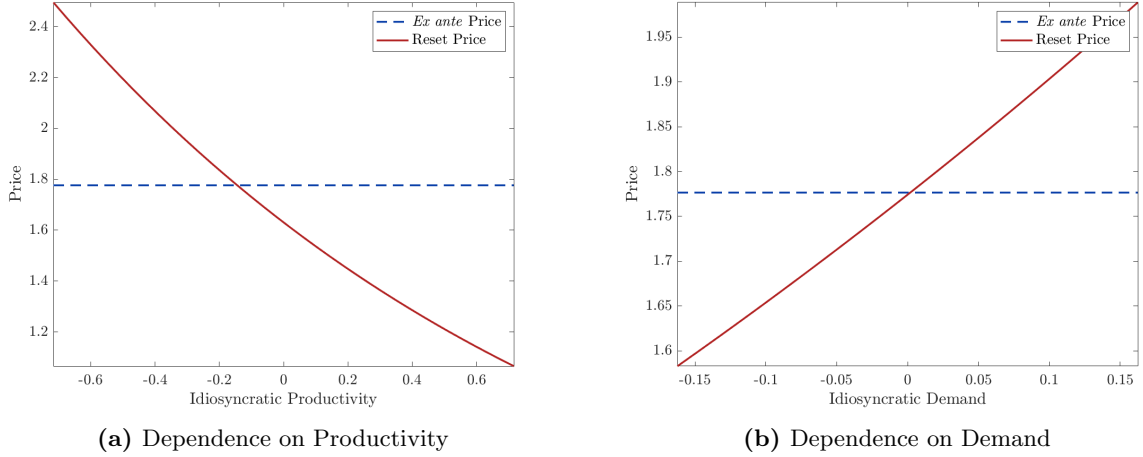 Ex ante Price
Reset Price
2.4
2.2
2
1.8
1.6
1.4
1.2
Price
-0.6
-0.4
-0.2
0
0.2
0.4
0.6
Idiosyncratic Productivity
(a) Dependence on Productivity
Ex ante Price
Reset Price
1.95
1.9
1.85
1.8
1.75
1.7
1.65
1.6
Price
-0.15
-0.1
-0.05
0
0.05
0.1
0.15
Idiosyncratic Demand
(b) Dependence on Demand